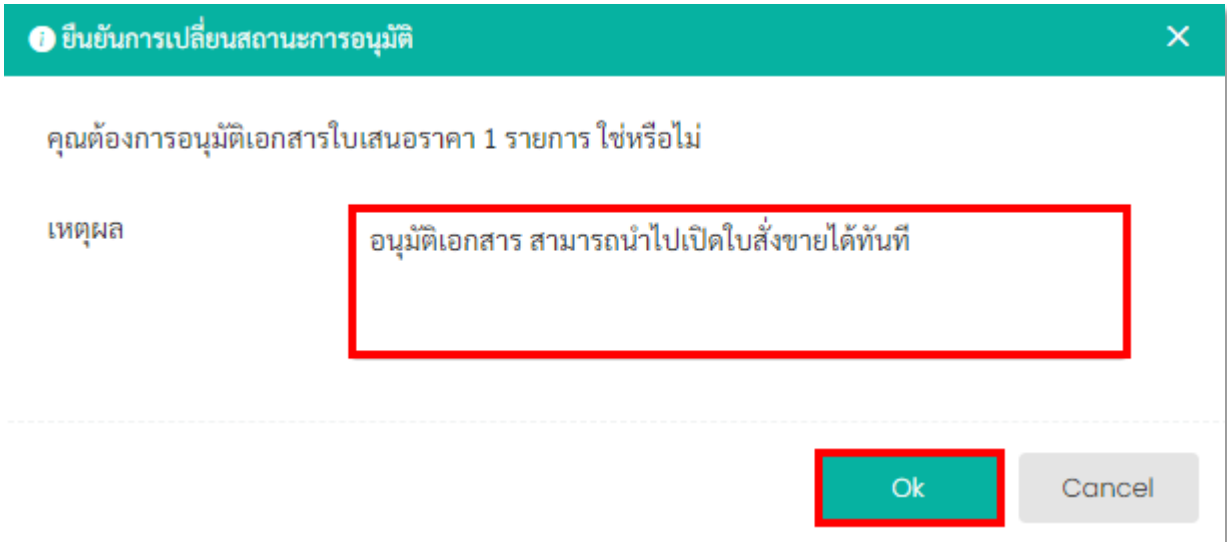 ยืนยันการเปลี่ยนสถานะการอนุมัติ
คุณต้องการอนุมัติเอกสารใบเสนอราคา 1 รายการ ใช่หรือไม่
เหตุผล
อนุมัติเอกสาร สามารถนำไปเปิดใบสั่งขายได้ทันที
Ok
Cancel